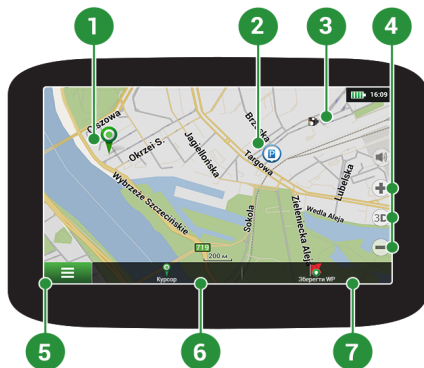 1
2
3
4
16:09
Olszowa
Okrzei S.
Jagiellońska
Brzeska
Targowa
Lubelska
3D
Wybrzeże Szczecińskie
Sokola
Zieleniecka Aleja
Wedla Aleja
719
200 м
Курсор
Зберегти WP
5
6
7